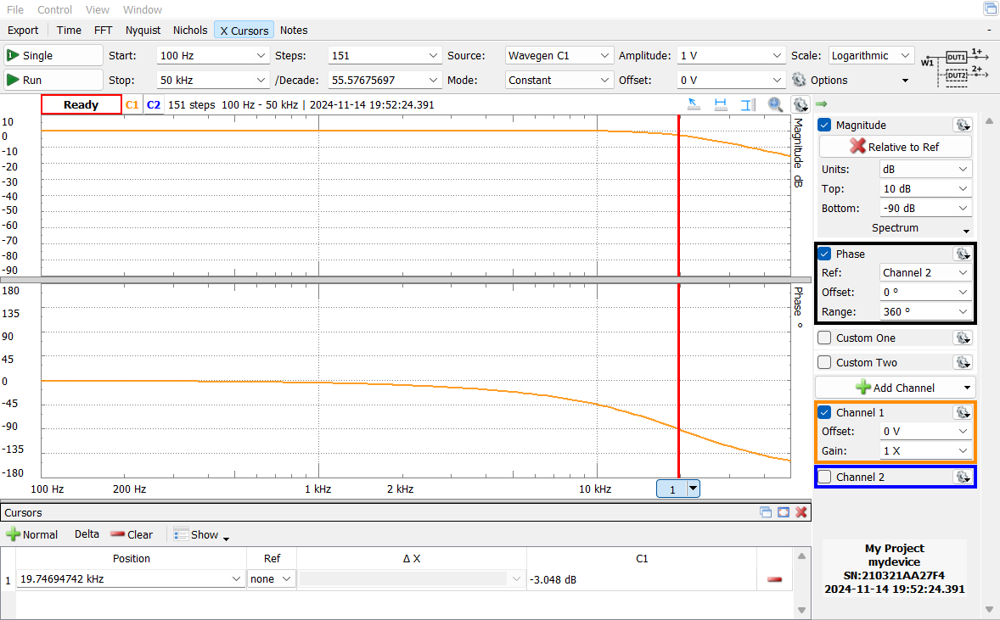 File Control View Window
Export Time FFT Nyquist Nichols X Cursors Notes -
1 Single Start: 100 Hz Steps: 151 Source: Wavegen C1 Amplitude: 1 V Scale: Logarithmic
Run Stop: 50 kHz /Decade: 55.57675697 Mode: Constant Offset: 0 V Options
W1 DUT1 1+
DUT2 2+
Ready C1 C2 151 steps 100 Hz - 50 kHz | 2024-11-14 19:52:24.391
10
0
-10
-20
-30
-40
-50
-60
-70
-80
-90
Magnitude dB
180
135
90
45
0
-45
-90
-135
-180
Phase °
100 Hz 200 Hz 1 kHz 2 kHz 10 kHz 1
Magnitude
Relative to Ref
Units: dB
Top: 10 dB
Bottom: -90 dB
Spectrum
Phase
Ref: Channel 2
Offset: 0 º
Range: 360 º
Custom One
Custom Two
Add Channel
Channel 1
Offset: 0 V
Gain: 1 X
Channel 2
My Project
mydevice
SN:210321AA27F4
2024-11-14 19:52:24.391
Cursors
Normal Delta Clear Show
Position Ref Δ X C1
1 19.74694742 kHz none -3.048 dB